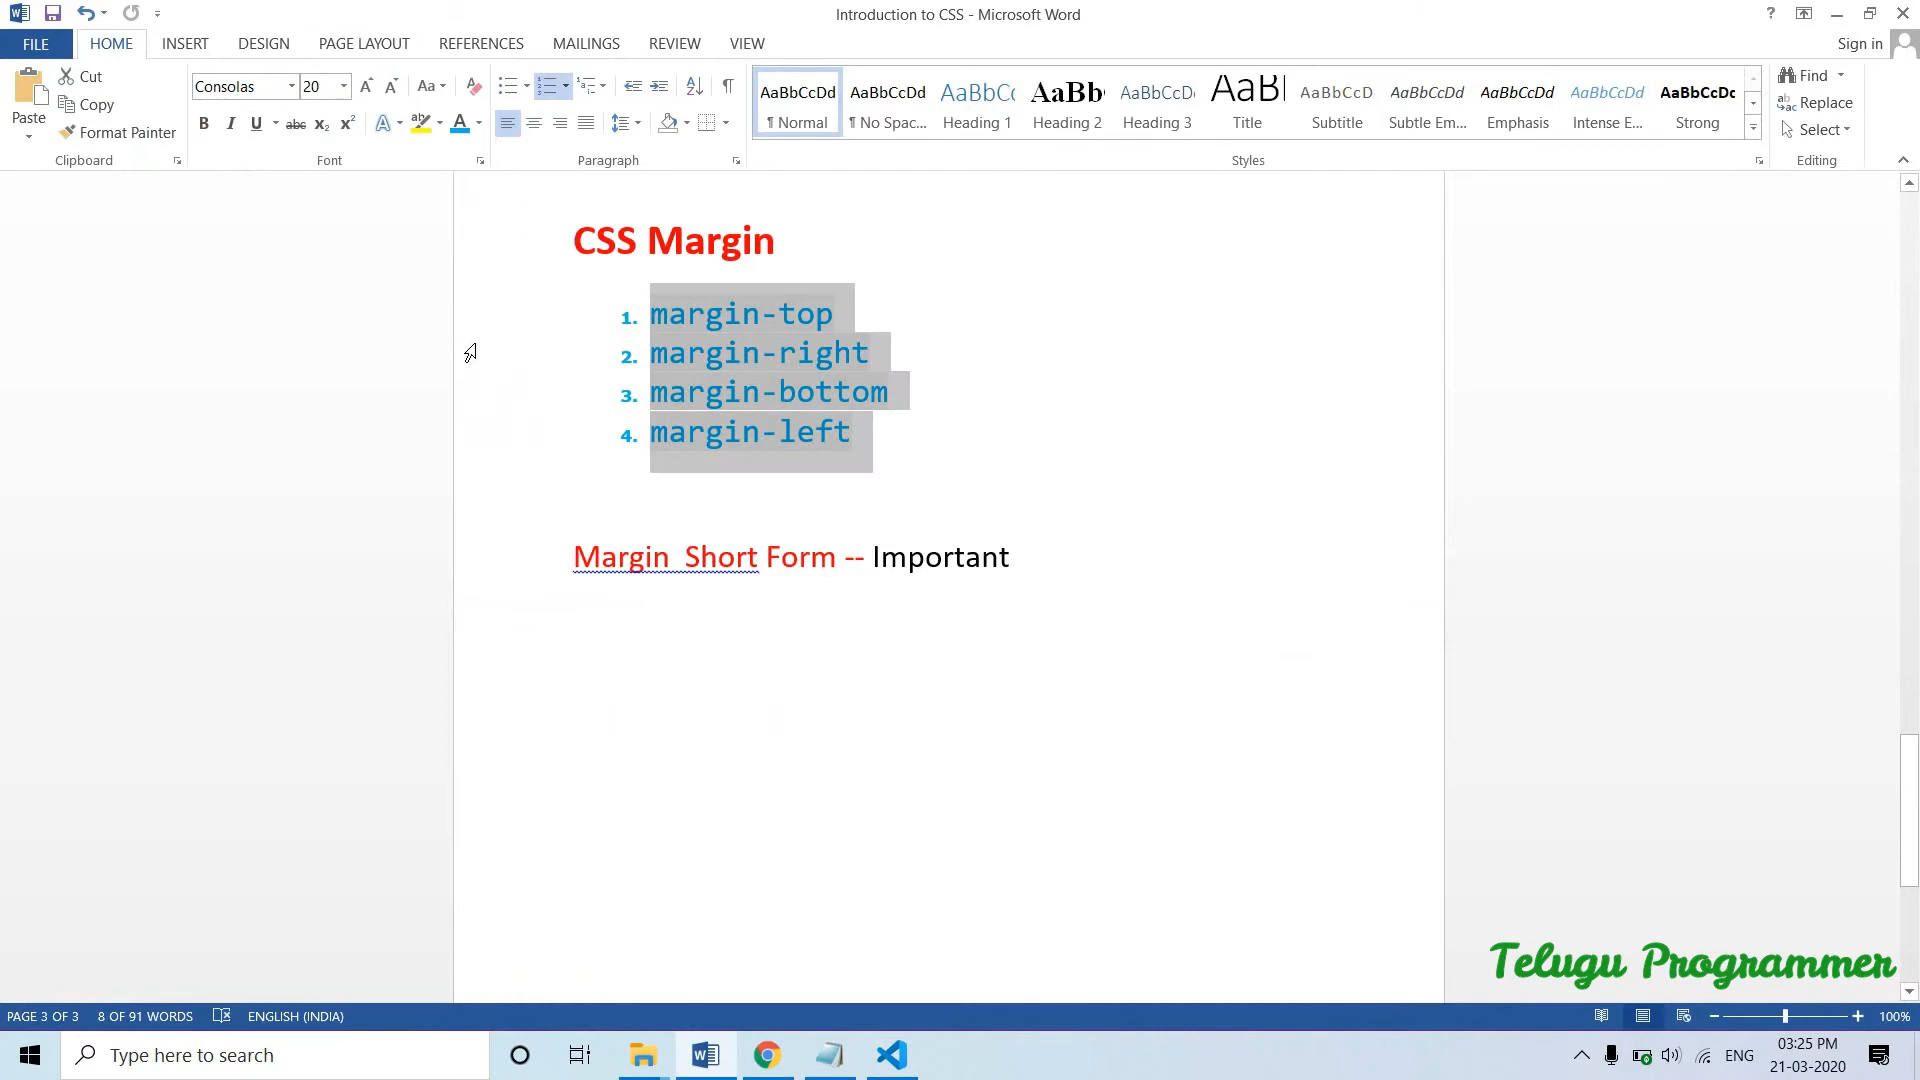 Introduction to CSS - Microsoft Word
?
FILE
HOME
INSERT
DESIGN
PAGE LAYOUT
REFERENCES
MAILINGS
REVIEW
VIEW
Sign in
Paste
Cut
Copy
Format Painter
Clipboard
Consolas
20
Font
Paragraph
AaBbCcDd AaBbCcDd AaBbC AaBb AaBbCcD AaB AaBbCcD AaBbCcDd AaBbCcDd AaBbCcDd AaBbCcDc
¶ Normal ¶ No Spac... Heading 1 Heading 2 Heading 3 Title Subtitle Subtle Em... Emphasis Intense E... Strong
Styles
Find
Replace
Select
Editing
CSS Margin
1. margin-top
2. margin-right
3. margin-bottom
4. margin-left
Margin Short Form -- Important
Telugu Programmer
PAGE 3 OF 3 8 OF 91 WORDS ENGLISH (INDIA) 100%
Type here to search
ENG
03:25 PM
21-03-2020